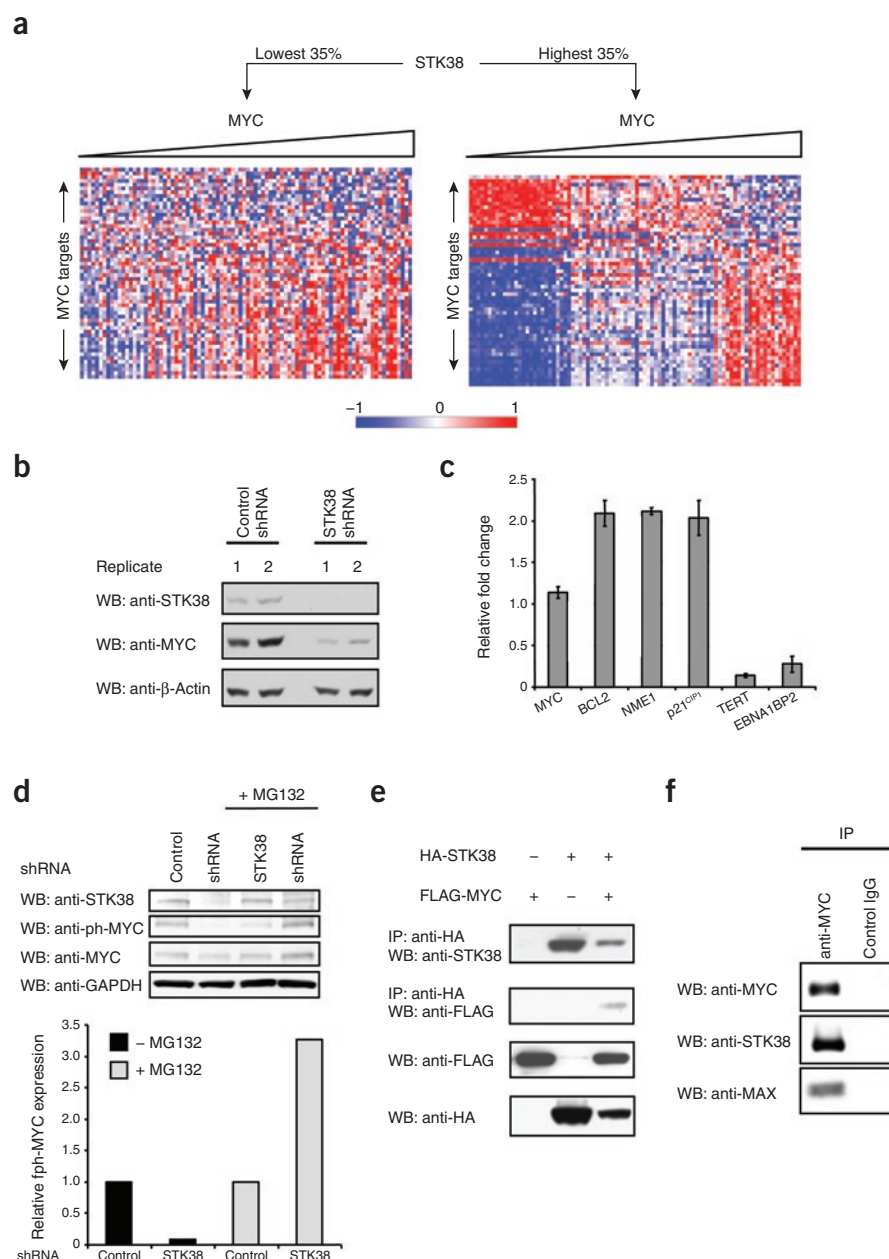 a
Lowest 35%
STK38
Highest 35%
MYC
MYC
MYC targets
MYC targets
−1 0 1
b
Control shRNA
STK38 shRNA
Replicate 1 2 1 2
WB: anti-STK38
WB: anti-MYC
WB: anti-β-Actin
c
Relative fold change
2.5
2.0
1.5
1.0
0.5
0
MYC BCL2 NME1 p21CIP1 TERT EBNA1BP2
d
+ MG132
shRNA Control shRNA STK38 shRNA
WB: anti-STK38
WB: anti-ph-MYC
WB: anti-MYC
WB: anti-GAPDH
Relative fph-MYC expression
3.5
3.0
2.5
2.0
1.5
1.0
0.5
0
− MG132
+ MG132
shRNA Control STK38 Control STK38
e
HA-STK38 − + +
FLAG-MYC + − +
IP: anti-HA
WB: anti-STK38
IP: anti-HA
WB: anti-FLAG
WB: anti-FLAG
WB: anti-HA
f
IP
anti-MYC
Control IgG
WB: anti-MYC
WB: anti-STK38
WB: anti-MAX